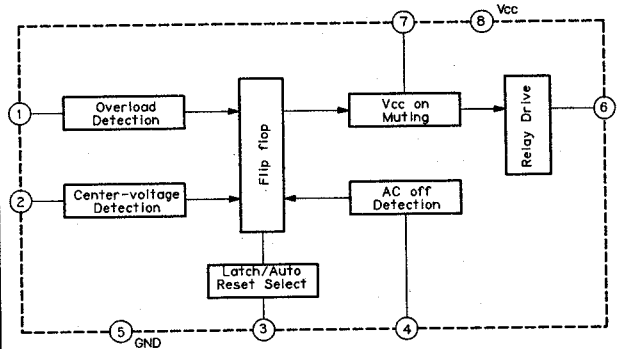 7
8
Vcc
1
Overload
Detection
Flip flop
Vcc on
Muting
Relay Drive
6
2
Center-voltage
Detection
AC off
Detection
Latch/Auto
Reset Select
5
GND
3
4